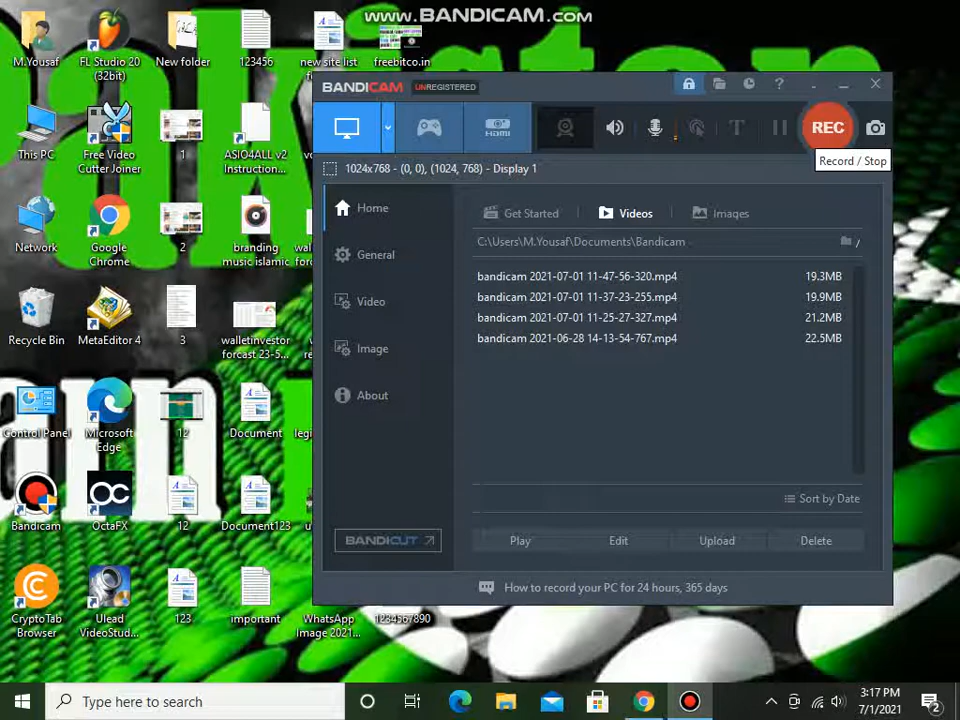 www.BANDICAM.com
M.Yousaf
FL Studio 20
(32bit)
New folder
123456
new site list
freebitco.in
This PC
Free Video
Cutter Joiner
1
ASIO4ALL v2
Instruction...
Network
Google
Chrome
2
branding
music islamic
Recycle Bin
MetaEditor 4
3
walletinvestor
forcast 23-5...
Control Panel
Microsoft
Edge
12
Document
Bandicam
OctaFX
12
Document123
CryptoTab
Browser
Ulead
VideoStud...
123
important
WhatsApp
Image 2021...
1234567890
BANDICAM UNREGISTERED
HDMI
REC
Record / Stop
1024x768 - (0, 0), (1024, 768) - Display 1
Home
General
Video
Image
About
BANDICUT
Get Started
Videos
Images
C:\Users\M.Yousaf\Documents\Bandicam
bandicam 2021-07-01 11-47-56-320.mp4 19.3MB
bandicam 2021-07-01 11-37-23-255.mp4 19.9MB
bandicam 2021-07-01 11-25-27-327.mp4 21.2MB
bandicam 2021-06-28 14-13-54-767.mp4 22.5MB
Sort by Date
Play Edit Upload Delete
How to record your PC for 24 hours, 365 days
Type here to search
3:17 PM
7/1/2021
2